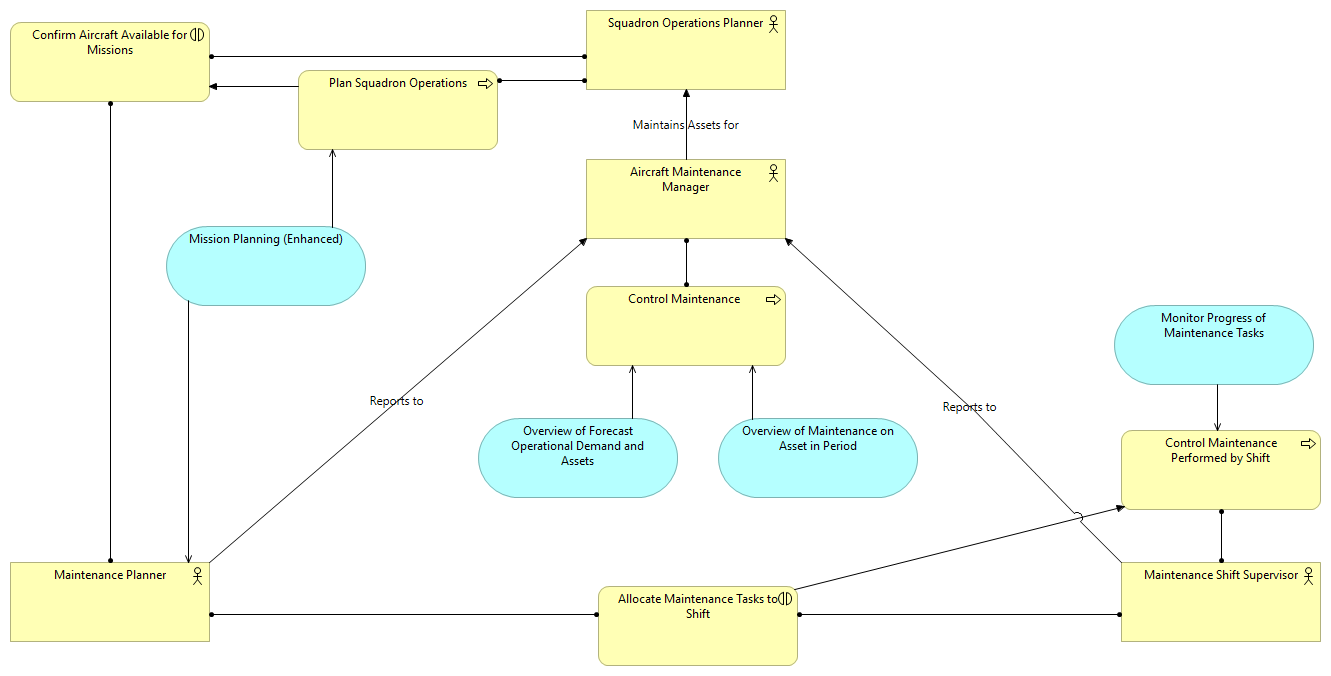 Confirm Aircraft Available for
Missions
Squadron Operations Planner
Plan Squadron Operations
Maintains Assets for
Aircraft Maintenance
Manager
Mission Planning (Enhanced)
Control Maintenance
Monitor Progress of
Maintenance Tasks
Reports to
Reports to
Overview of Forecast
Operational Demand and
Assets
Overview of Maintenance on
Asset in Period
Control Maintenance
Performed by Shift
Maintenance Planner
Allocate Maintenance Tasks to
Shift
Maintenance Shift Supervisor